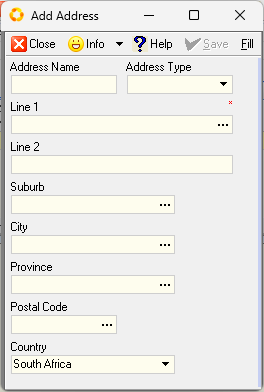 Add Address
Close Info Help Save Fill
Address Name Address Type
Line 1
Line 2
Suburb
City
Province
Postal Code
Country
South Africa